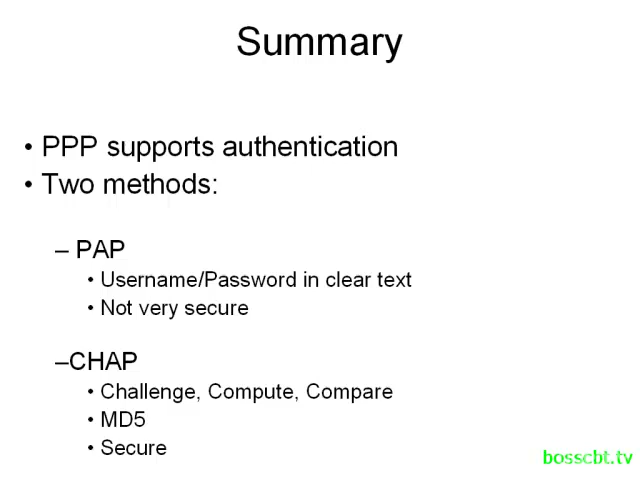 Summary
• PPP supports authentication
• Two methods:
– PAP
• Username/Password in clear text
• Not very secure
–CHAP
• Challenge, Compute, Compare
• MD5
• Secure
bosscbt.tv